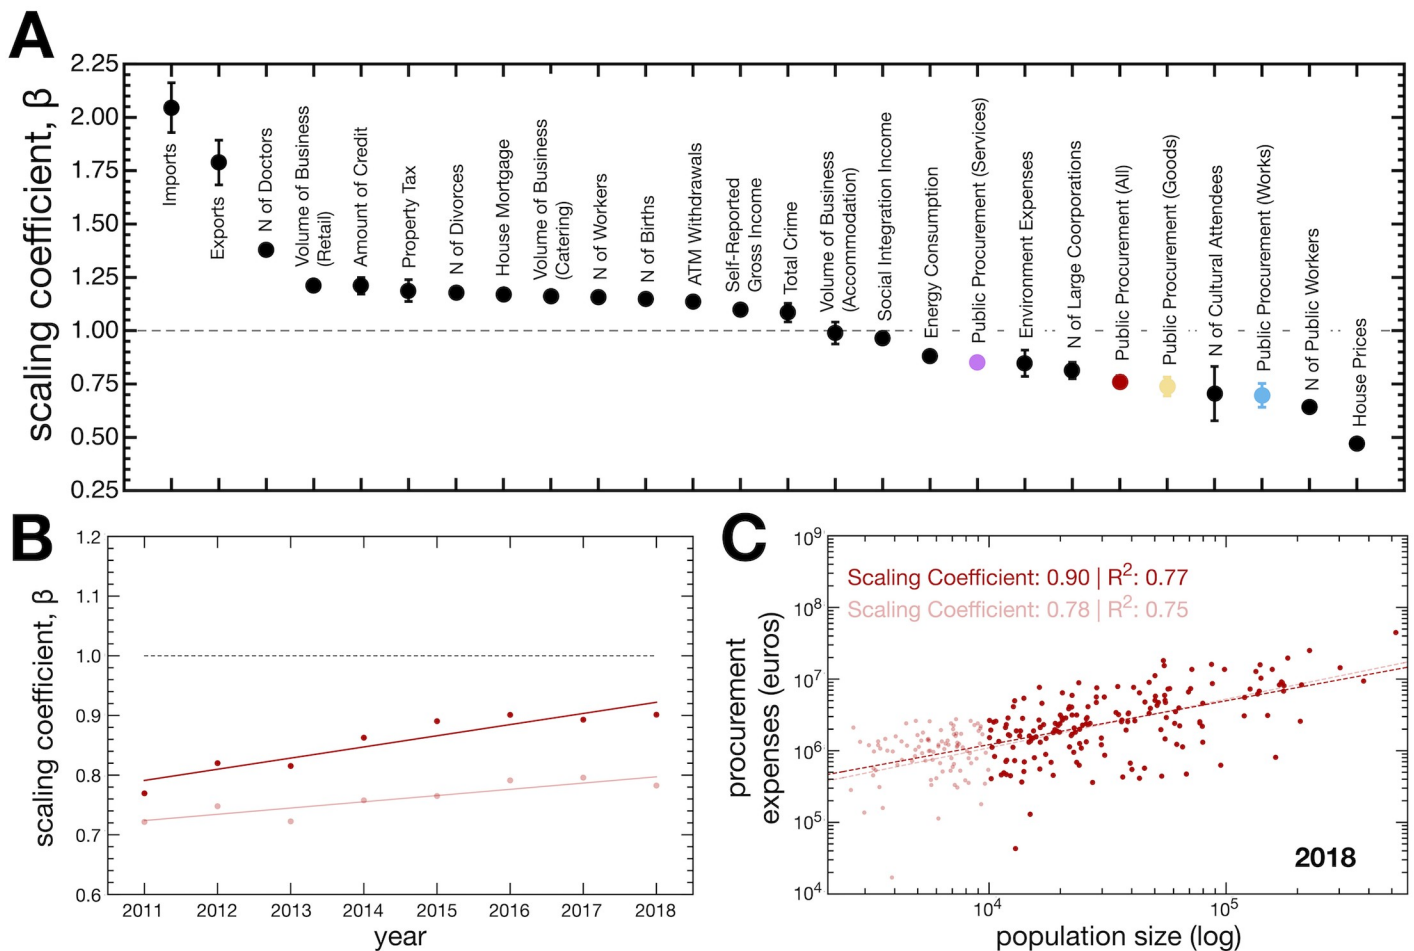 A
scaling coefficient, β
2.25
2.00
1.75
1.50
1.25
1.00
0.75
0.50
0.25
Imports
Exports
N of Doctors
Volume of Business
(Retail)
Amount of Credit
Property Tax
N of Divorces
House Mortgage
Volume of Business
(Catering)
N of Workers
N of Births
ATM Withdrawals
Self-Reported
Gross Income
Total Crime
Volume of Business
(Accommodation)
Social Integration Income
Energy Consumption
Public Procurement (Services)
Environment Expenses
N of Large Coorporations
Public Procurement (All)
Public Procurement (Goods)
N of Cultural Attendees
Public Procurement (Works)
N of Public Workers
House Prices
B
scaling coefficient, β
1.2
1.1
1.0
0.9
0.8
0.7
0.6
2011 2012 2013 2014 2015 2016 2017 2018
year
C
procurement
expenses (euros)
10⁹
10⁸
10⁷
10⁶
10⁵
10⁴
Scaling Coefficient: 0.90 | R²: 0.77
Scaling Coefficient: 0.78 | R²: 0.75
2018
10⁴ 10⁵
population size (log)